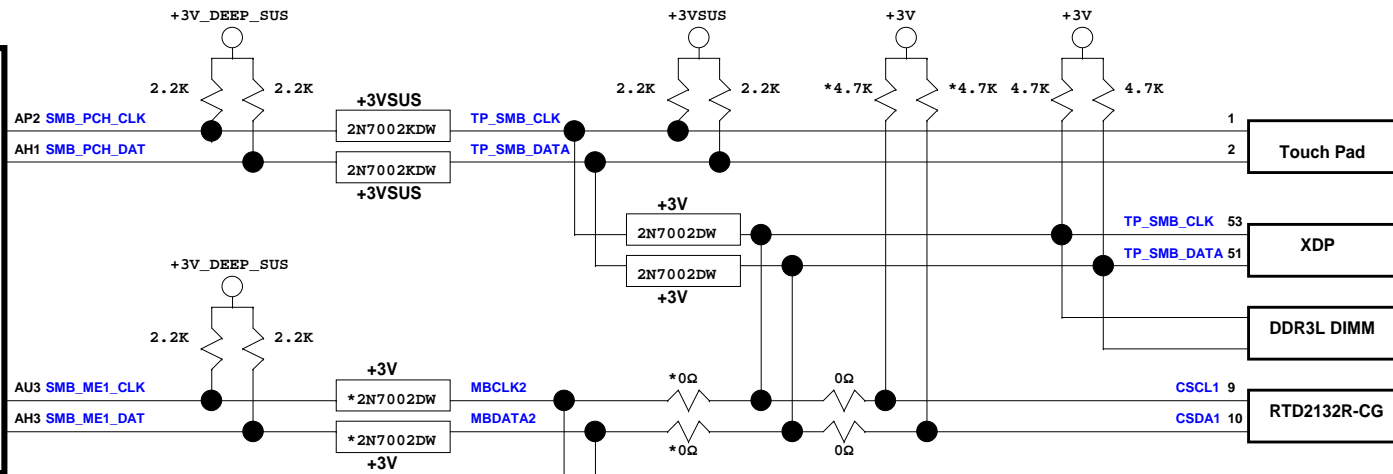 +3V_DEEP_SUS +3VSUS +3V +3V
2.2K 2.2K 2.2K 2.2K *4.7K *4.7K 4.7K 4.7K
+3VSUS
AP2 SMB_PCH_CLK 2N7002KDW TP_SMB_CLK 1
AH1 SMB_PCH_DAT 2N7002KDW TP_SMB_DATA 2 Touch Pad
+3VSUS
+3V
2N7002DW TP_SMB_CLK 53
2N7002DW TP_SMB_DATA 51 XDP
+3V
+3V_DEEP_SUS
2.2K 2.2K DDR3L DIMM
+3V *0Ω 0Ω
AU3 SMB_ME1_CLK *2N7002DW MBCLK2 CSCL1 9
AH3 SMB_ME1_DAT *2N7002DW MBDATA2 CSDA1 10 RTD2132R-CG
+3V *0Ω 0Ω